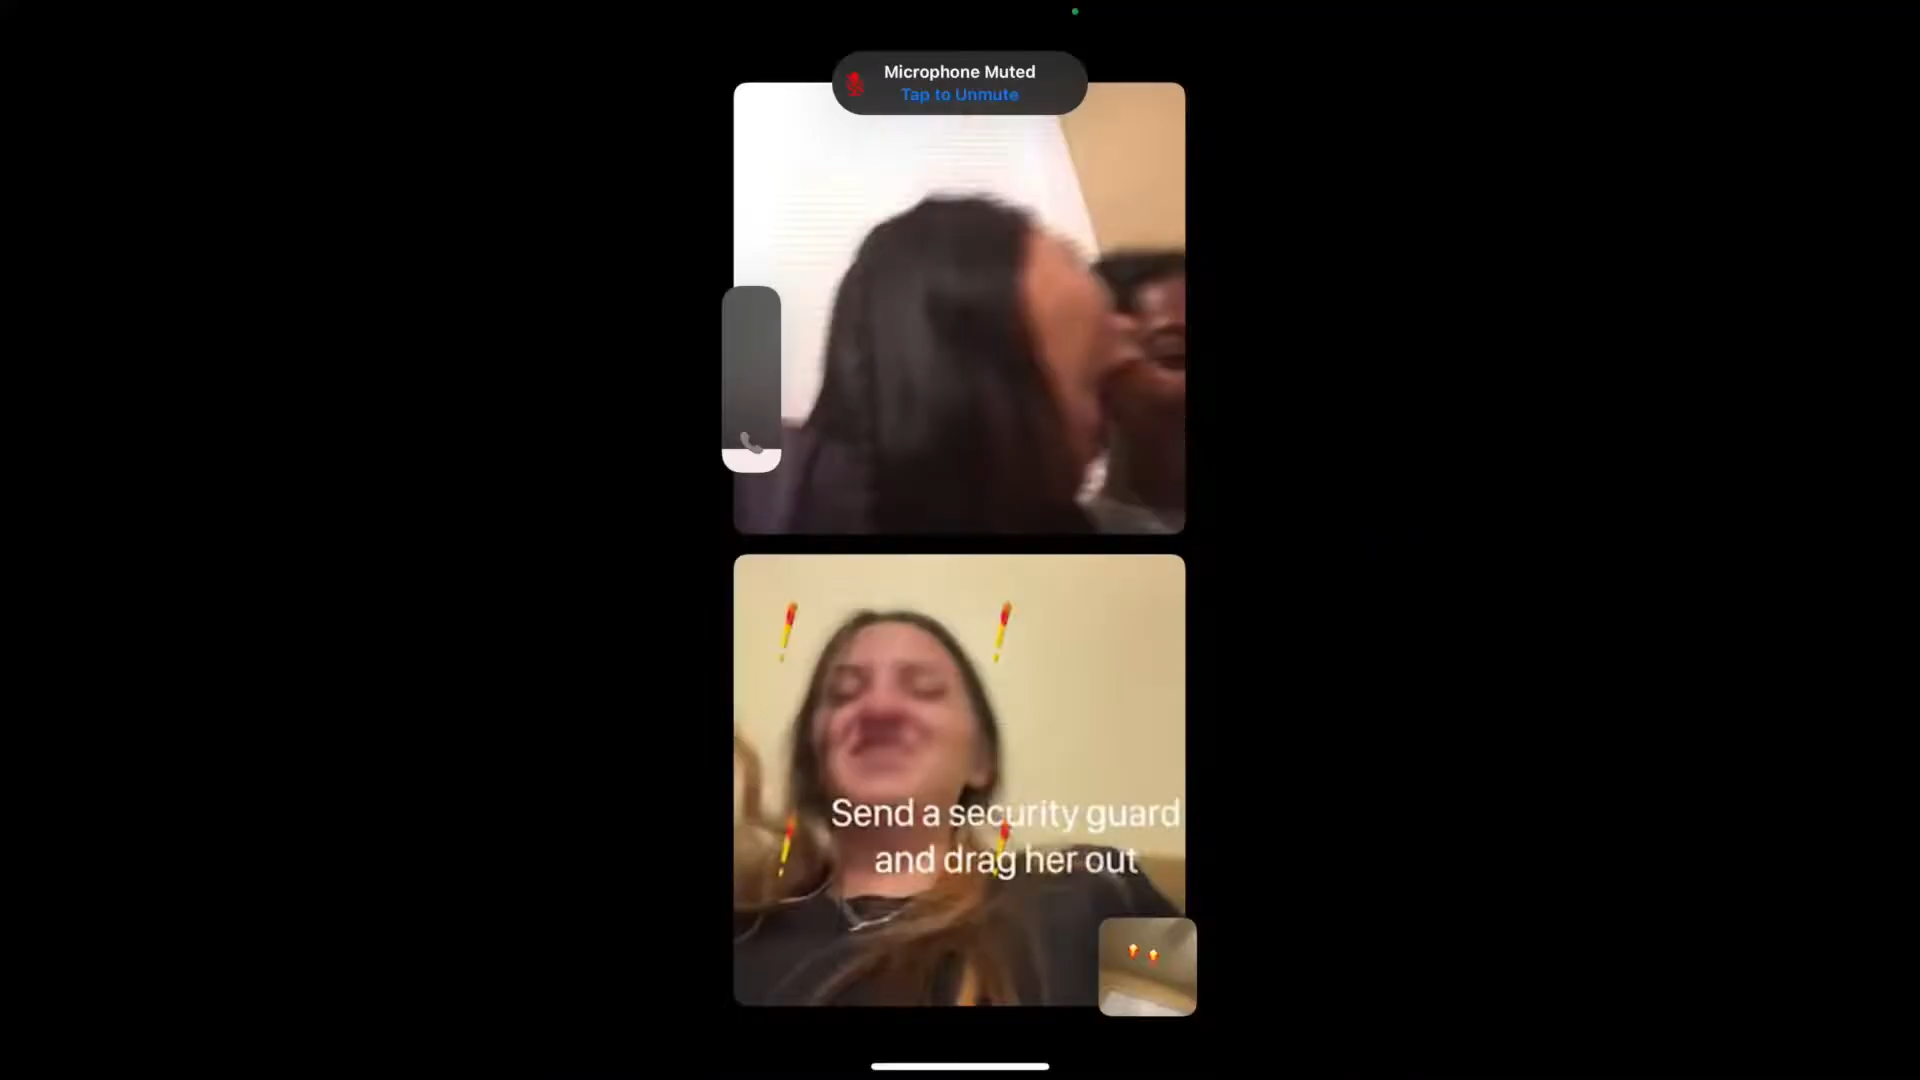 Microphone Muted
Tap to Unmute
Send a security guard
and drag her out